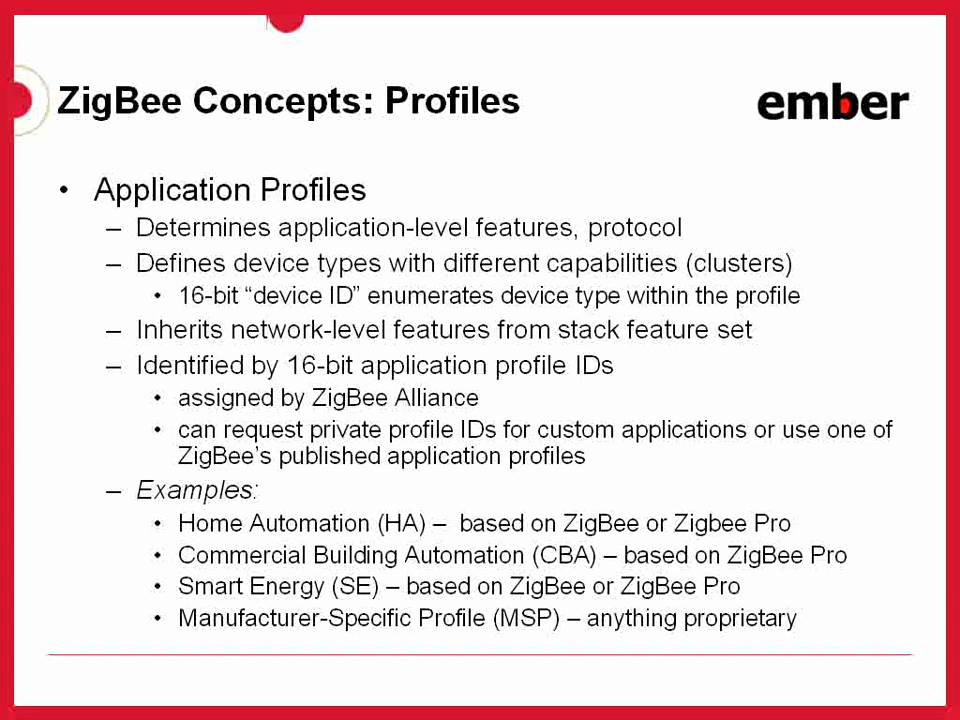 ZigBee Concepts: Profiles
ember
• Application Profiles
– Determines application-level features, protocol
– Defines device types with different capabilities (clusters)
• 16-bit “device ID” enumerates device type within the profile
– Inherits network-level features from stack feature set
– Identified by 16-bit application profile IDs
• assigned by ZigBee Alliance
• can request private profile IDs for custom applications or use one of
ZigBee’s published application profiles
– Examples:
• Home Automation (HA) – based on ZigBee or Zigbee Pro
• Commercial Building Automation (CBA) – based on ZigBee Pro
• Smart Energy (SE) – based on ZigBee or ZigBee Pro
• Manufacturer-Specific Profile (MSP) – anything proprietary